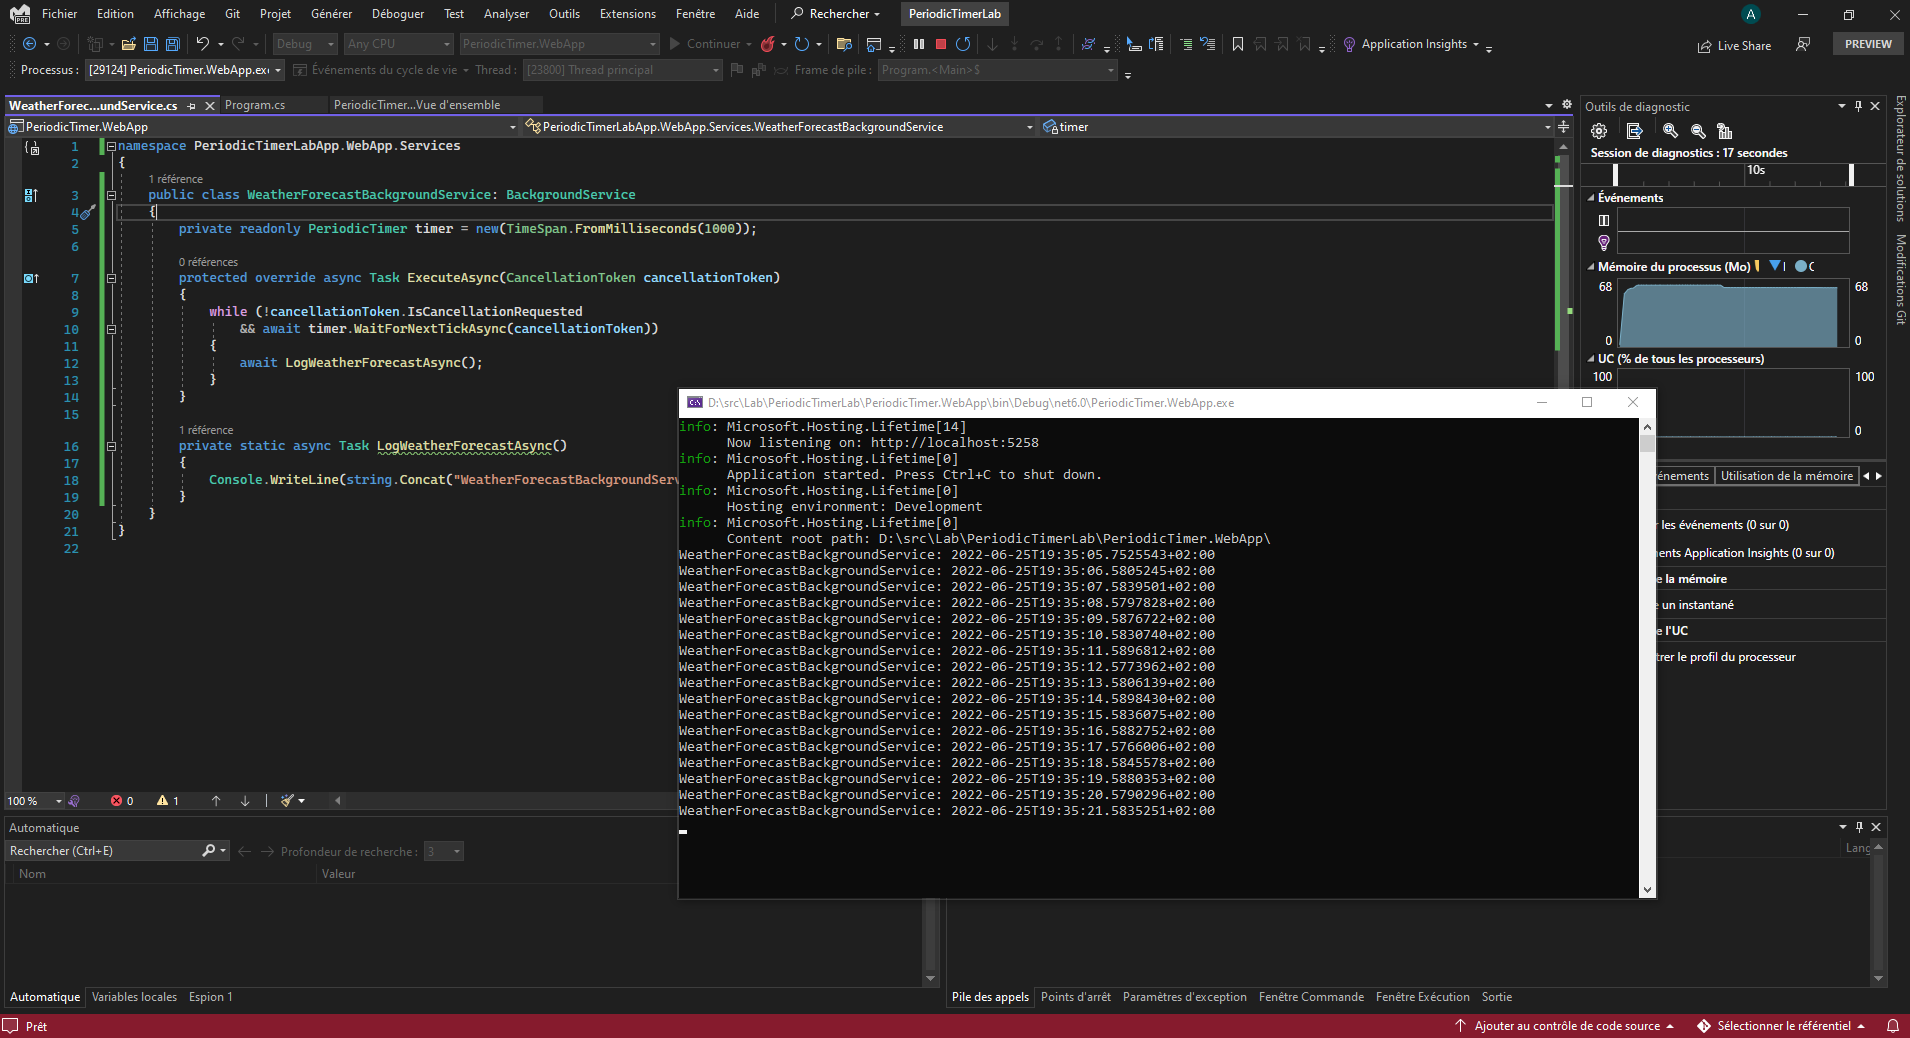 Fichier Edition Affichage Git Projet Générer Déboguer Test Analyser Outils Extensions Fenêtre Aide Rechercher PeriodicTimerLab A
PRE
Debug Any CPU PeriodicTimer.WebApp Continuer Application Insights Live Share PREVIEW
Processus : [29124] PeriodicTimer.WebApp.exe Événements du cycle de vie Thread : [23800] Thread principal Frame de pile : Program.<Main>$
WeatherForec...undService.cs Program.cs PeriodicTimer...Vue d'ensemble
PeriodicTimer.WebApp PeriodicTimerLabApp.WebApp.Services.WeatherForecastBackgroundService timer
1 namespace PeriodicTimerLabApp.WebApp.Services
2 {
1 référence
3 public class WeatherForecastBackgroundService: BackgroundService
4 {
5 private readonly PeriodicTimer timer = new(TimeSpan.FromMilliseconds(1000));
6
0 références
7 protected override async Task ExecuteAsync(CancellationToken cancellationToken)
8 {
9 while (!cancellationToken.IsCancellationRequested
10 && await timer.WaitForNextTickAsync(cancellationToken))
11 {
12 await LogWeatherForecastAsync();
13 }
14 }
15
1 référence
16 private static async Task LogWeatherForecastAsync()
17 {
18 Console.WriteLine(string.Concat("WeatherForecastBackgroundServ
19 }
20 }
21 }
22
100 % 0 1
D:\src\Lab\PeriodicTimerLab\PeriodicTimer.WebApp\bin\Debug\net6.0\PeriodicTimer.WebApp.exe
info: Microsoft.Hosting.Lifetime[14]
Now listening on: http://localhost:5258
info: Microsoft.Hosting.Lifetime[0]
Application started. Press Ctrl+C to shut down.
info: Microsoft.Hosting.Lifetime[0]
Hosting environment: Development
info: Microsoft.Hosting.Lifetime[0]
Content root path: D:\src\Lab\PeriodicTimerLab\PeriodicTimer.WebApp\
WeatherForecastBackgroundService: 2022-06-25T19:35:05.7525543+02:00
WeatherForecastBackgroundService: 2022-06-25T19:35:06.5805245+02:00
WeatherForecastBackgroundService: 2022-06-25T19:35:07.5839501+02:00
WeatherForecastBackgroundService: 2022-06-25T19:35:08.5797828+02:00
WeatherForecastBackgroundService: 2022-06-25T19:35:09.5876722+02:00
WeatherForecastBackgroundService: 2022-06-25T19:35:10.5830740+02:00
WeatherForecastBackgroundService: 2022-06-25T19:35:11.5896812+02:00
WeatherForecastBackgroundService: 2022-06-25T19:35:12.5773962+02:00
WeatherForecastBackgroundService: 2022-06-25T19:35:13.5806139+02:00
WeatherForecastBackgroundService: 2022-06-25T19:35:14.5898430+02:00
WeatherForecastBackgroundService: 2022-06-25T19:35:15.5836075+02:00
WeatherForecastBackgroundService: 2022-06-25T19:35:16.5882752+02:00
WeatherForecastBackgroundService: 2022-06-25T19:35:17.5766006+02:00
WeatherForecastBackgroundService: 2022-06-25T19:35:18.5845578+02:00
WeatherForecastBackgroundService: 2022-06-25T19:35:19.5880353+02:00
WeatherForecastBackgroundService: 2022-06-25T19:35:20.5790296+02:00
WeatherForecastBackgroundService: 2022-06-25T19:35:21.5835251+02:00
Outils de diagnostic
Session de diagnostics : 17 secondes
10s
Événements
Mémoire du processus (Mo) I C
68 68
0 0
UC (% de tous les processeurs)
100 100
0
vénements Utilisation de la mémoire
r les événements (0 sur 0)
ents Application Insights (0 sur 0)
e la mémoire
e un instantané
e l'UC
trer le profil du processeur
Explorateur de solutions Modifications Git
Automatique
Rechercher (Ctrl+E) Profondeur de recherche : 3
Nom Valeur
Lang
Automatique Variables locales Espion 1
Pile des appels Points d'arrêt Paramètres d'exception Fenêtre Commande Fenêtre Exécution Sortie
Prêt Ajouter au contrôle de code source Sélectionner le référentiel